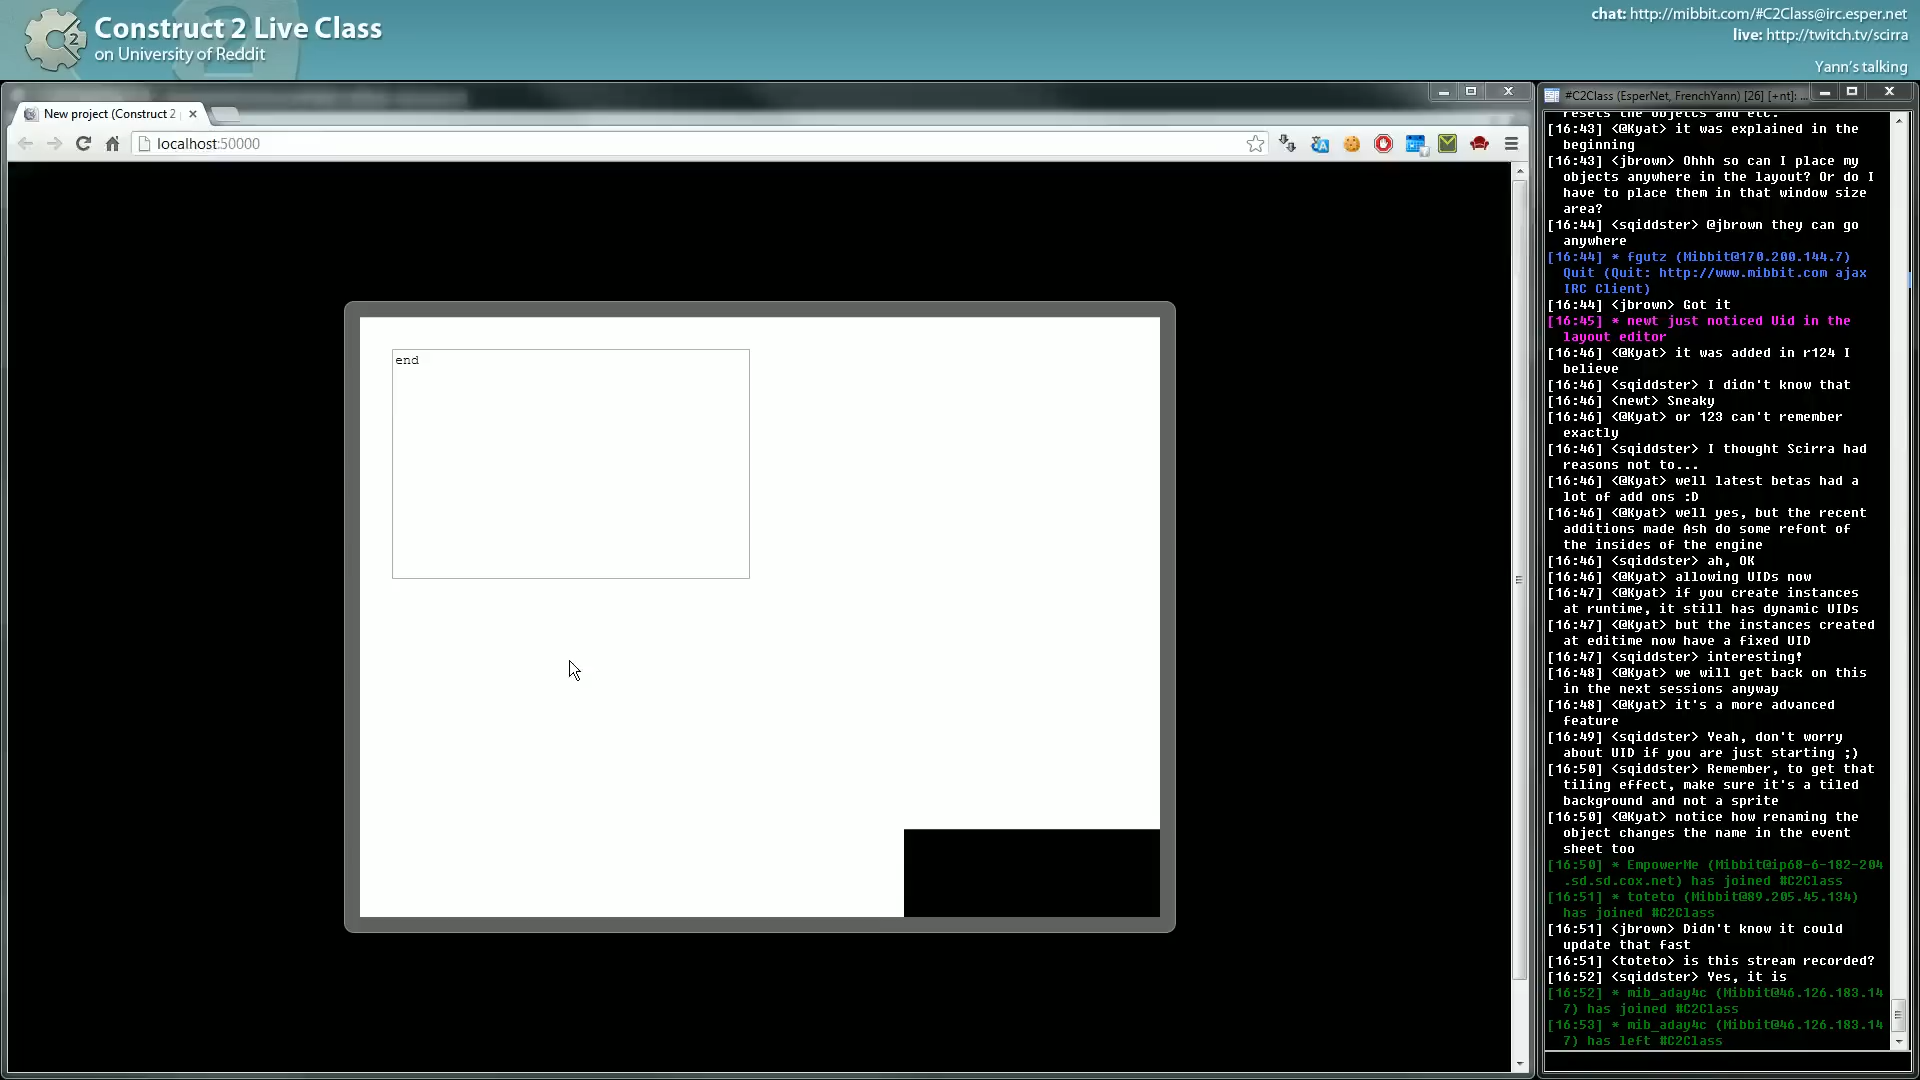 Construct 2 Live Class
on University of Reddit
chat: http://mibbit.com/#C2Class@irc.esper.net
live: http://twitch.tv/scirra
Yann's talking
New project (Construct 2
localhost:50000
end
#C2Class (EsperNet, FrenchYann) [26] [+nt]: ...
resets the objetcs and etc.
[16:43] <@Kyat> it was explained in the
beginning
[16:43] <jbrown> Ohhh so can I place my
objects anywhere in the layout? Or do I
have to place them in that window size
area?
[16:44] <sqiddster> @jbrown they can go
anywhere
[16:44] * fgutz (Mibbit@170.200.144.7)
Quit (Quit: http://www.mibbit.com ajax
IRC Client)
[16:44] <jbrown> Got it
[16:45] * newt just noticed Uid in the
layout editor
[16:46] <@Kyat> it was added in r124 I
believe
[16:46] <sqiddster> I didn't know that
[16:46] <newt> Sneaky
[16:46] <@Kyat> or 123 can't remember
exactly
[16:46] <sqiddster> I thought Scirra had
reasons not to...
[16:46] <@Kyat> well latest betas had a
lot of add ons :D
[16:46] <@Kyat> well yes, but the recent
additions made Ash do some refont of
the insides of the engine
[16:46] <sqiddster> ah, OK
[16:46] <@Kyat> allowing UIDs now
[16:47] <@Kyat> if you create instances
at runtime, it still has dynamic UIDs
[16:47] <@Kyat> but the instances created
at editime now have a fixed UID
[16:47] <sqiddster> interesting!
[16:48] <@Kyat> we will get back on this
in the next sessions anyway
[16:48] <@Kyat> it's a more advanced
feature
[16:49] <sqiddster> Yeah, don't worry
about UID if you are just starting ;)
[16:50] <sqiddster> Remember, to get that
tiling effect, make sure it's a tiled
background and not a sprite
[16:50] <@Kyat> notice how renaming the
object changes the name in the event
sheet too
[16:50] * EmpowerMe (Mibbit@ip68-6-182-204
.sd.sd.cox.net) has joined #C2Class
[16:51] * toteto (Mibbit@89.205.45.134)
has joined #C2Class
[16:51] <jbrown> Didn't know it could
update that fast
[16:51] <toteto> is this stream recorded?
[16:52] <sqiddster> Yes, it is
[16:52] * mib_aday4c (Mibbit@46.126.183.14
7) has joined #C2Class
[16:53] * mib_aday4c (Mibbit@46.126.183.14
7) has left #C2Class